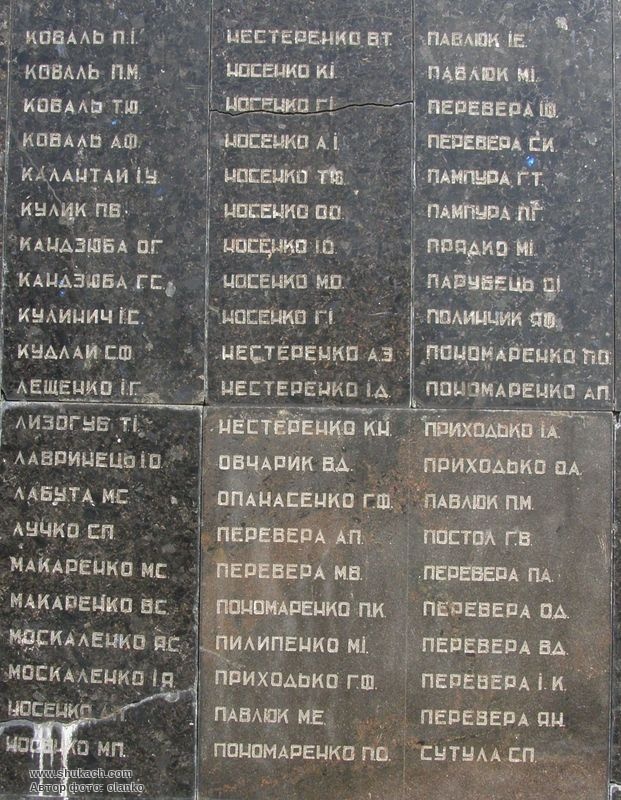 КОВАЛЬ П.І.
КОВАЛЬ П.М.
КОВАЛЬ Т.Ю.
КОВАЛЬ А.Ф.
КАЛАНТАЙ І.У.
КУЛИК П.В.
КАНДЗЮБА О.Г.
КАНДЗЮБА Г.С.
КУЛИНИЧ І.С.
КУДЛАЙ С.Ф.
ЛЕЩЕНКО І.Г.
ЛИЗОГУБ Т.І.
ЛАВРИНЕЦЬ І.О.
ЛАБУТА М.С.
ЛУЧКО С.П.
МАКАРЕНКО М.С.
МАКАРЕНКО В.С.
МОСКАЛЕНКО Я.С.
МОСКАЛЕНКО І.Я.
НОСЕНКО
НОСЕНКО М.П.
НЕСТЕРЕНКО В.Т.
НОСЕНКО К.І.
НОСЕНКО Г.І.
НОСЕНКО А.І.
НОСЕНКО Т.Ю.
НОСЕНКО О.О.
НОСЕНКО І.О.
НОСЕНКО М.О.
НОСЕНКО Г.І.
НЕСТЕРЕНКО А.З.
НЕСТЕРЕНКО І.Д.
НЕСТЕРЕНКО К.Н.
ОВЧАРИК В.Д.
ОПАНАСЕНКО Г.Ф.
ПЕРЕВЕРА А.П.
ПЕРЕВЕРА М.В.
ПОНОМАРЕНКО П.К.
ПИЛИПЕНКО М.І.
ПРИХОДЬКО Г.Ф.
ПАВЛЮК М.Е.
ПОНОМАРЕНКО П.О.
ПАВЛЮК І.Е.
ПАВЛЮК М.І.
ПЕРЕВЕРА І.Ф.
ПЕРЕВЕРА С.И.
ПАМПУРА Г.Т.
ПАМПУРА П.Г.
ПРЯДКО М.І.
ПАРУБЕЦЬ О.І.
ПОЛИНЧИК Я.Ф.
ПОНОМАРЕНКО П.О.
ПОНОМАРЕНКО А.П.
ПРИХОДЬКО І.А.
ПРИХОДЬКО О.А.
ПАВЛЮК П.М.
ПОСТОЛ Г.В.
ПЕРЕВЕРА П.А.
ПЕРЕВЕРА О.Д.
ПЕРЕВЕРА В.Д.
ПЕРЕВЕРА І.К.
ПЕРЕВЕРА Я.Н.
СУТУЛА С.П.
www.shukach.com
Автор фото: olanko